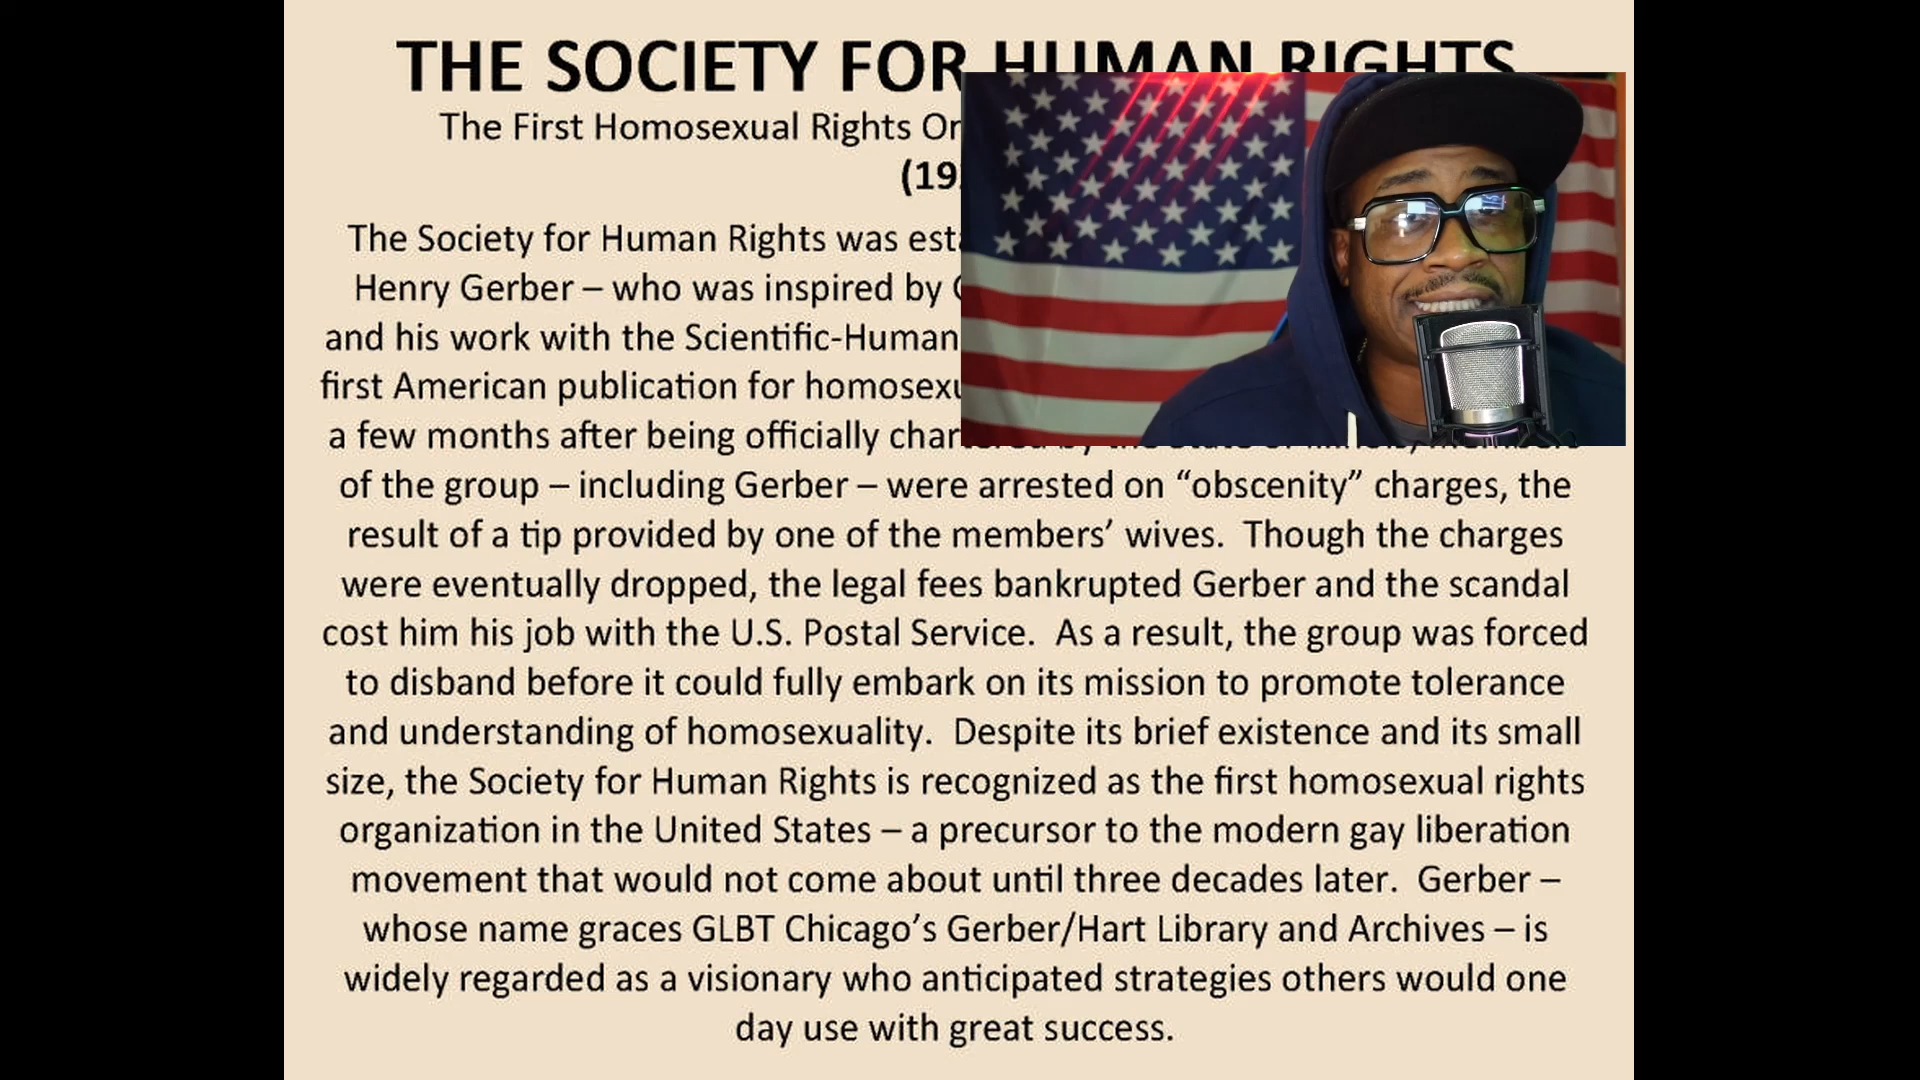 THE SOCIETY FOR HUMAN RIGHTS
The First Homosexual Rights
The Society for Human Rights was
Henry Gerber – who was inspired by
and his work with the
first American publication for
a few months after being officially
of the group – including Gerber – were arrested on “obscenity” charges, the
result of a tip provided by one of the members’ wives.  Though the charges
were eventually dropped, the legal fees bankrupted Gerber and the scandal
cost him his job with the U.S. Postal Service.  As a result, the group was forced
to disband before it could fully embark on its mission to promote tolerance
and understanding of homosexuality.  Despite its brief existence and its small
size, the Society for Human Rights is recognized as the first homosexual rights
organization in the United States – a precursor to the modern gay liberation
movement that would not come about until three decades later.  Gerber –
whose name graces GLBT Chicago’s Gerber/Hart Library and Archives – is
widely regarded as a visionary who anticipated strategies others would one
day use with great success.